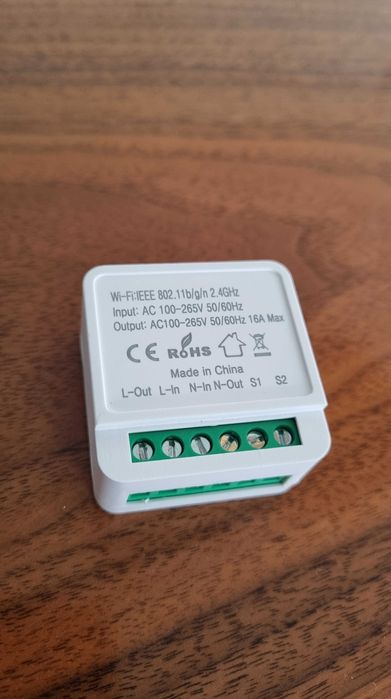 Wi-Fi:IEEE 802.11b/g/n 2.4GHz
Input: AC 100-265V 50/60Hz
Output: AC100-265V 50/60Hz 16A Max
CE RoHS
Made in China
L-Out L-In N-In N-Out S1 S2